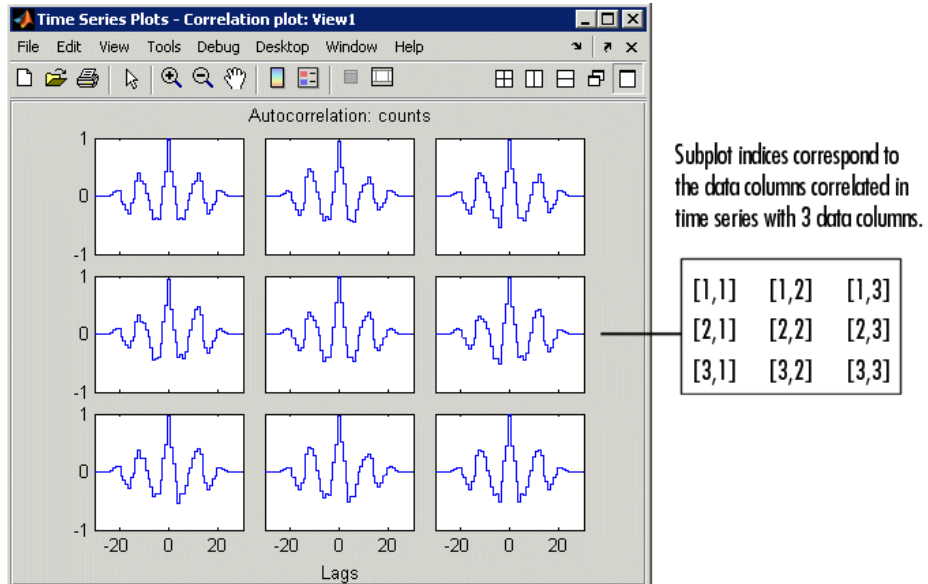 Time Series Plots - Correlation plot: View1
File Edit View Tools Debug Desktop Window Help
Autocorrelation: counts
1
0
-1
1
0
-1
1
0
-1
-20 0 20 -20 0 20 -20 0 20
Lags
Subplot indices correspond to
the data columns correlated in
time series with 3 data columns.
[1,1] [1,2] [1,3]
[2,1] [2,2] [2,3]
[3,1] [3,2] [3,3]